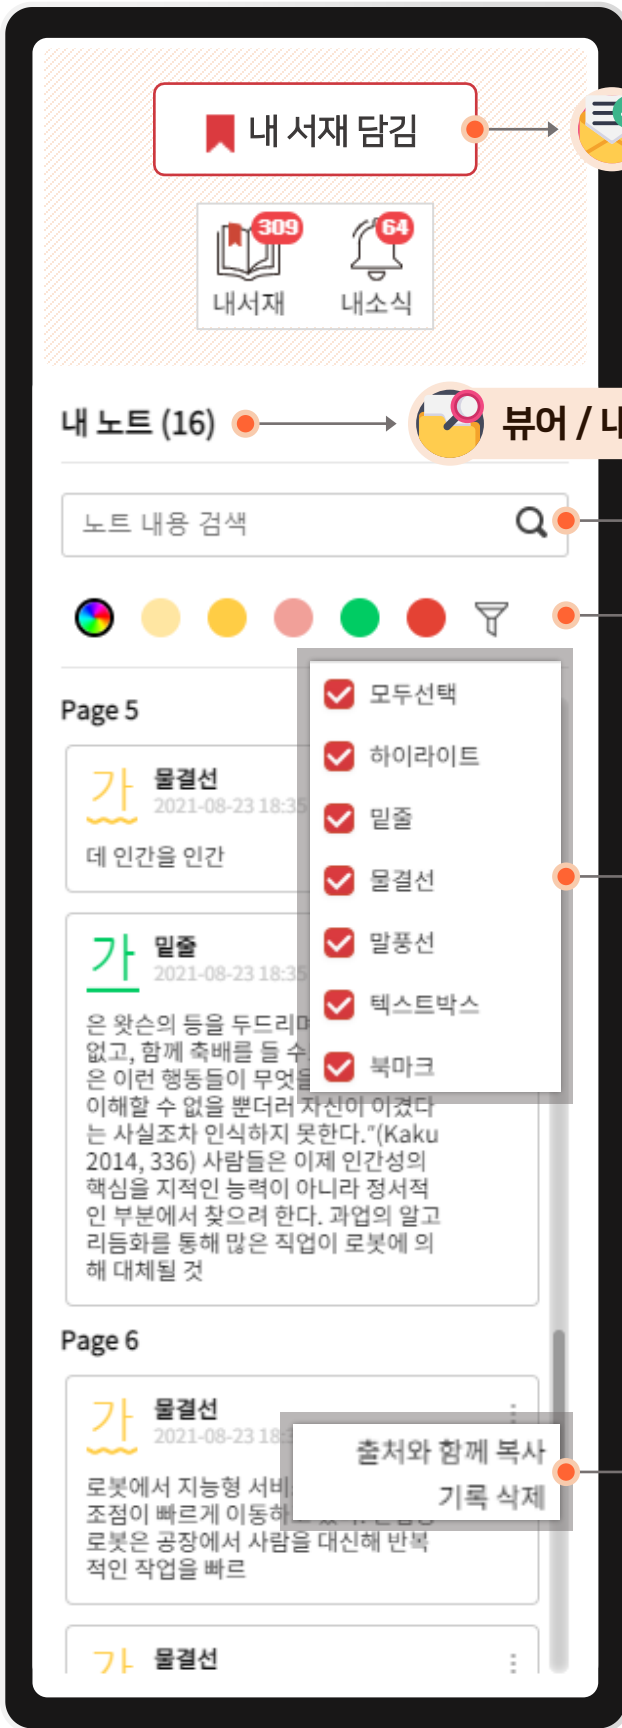 내 서재 담김
309
64
내서재
내소식
내 노트 (16)
뷰어 / 내
노트 내용 검색
모두선택
하이라이트
밑줄
물결선
말풍선
텍스트박스
북마크
Page 5
가
물결선
2021-08-23 18:35
데 인간을 인간
가
밑줄
2021-08-23 18:35
은 왓슨의 등을 두드리며
없고, 함께 축배를 들 수
은 이런 행동들이 무엇을
이해할 수 없을 뿐더러 자신이 이겼다
는 사실조차 인식하지 못한다."(Kaku
2014, 336) 사람들은 이제 인간성의
핵심을 지적인 능력이 아니라 정서적
인 부분에서 찾으려 한다. 과업의 알고
리듬화를 통해 많은 직업이 로봇에 의
해 대체될 것
Page 6
가
물결선
2021-08-23 18:
출처와 함께 복사
기록 삭제
로봇에서 지능형 서비
조점이 빠르게 이동하
로봇은 공장에서 사람을 대신해 반복
적인 작업을 빠르
가
물결선